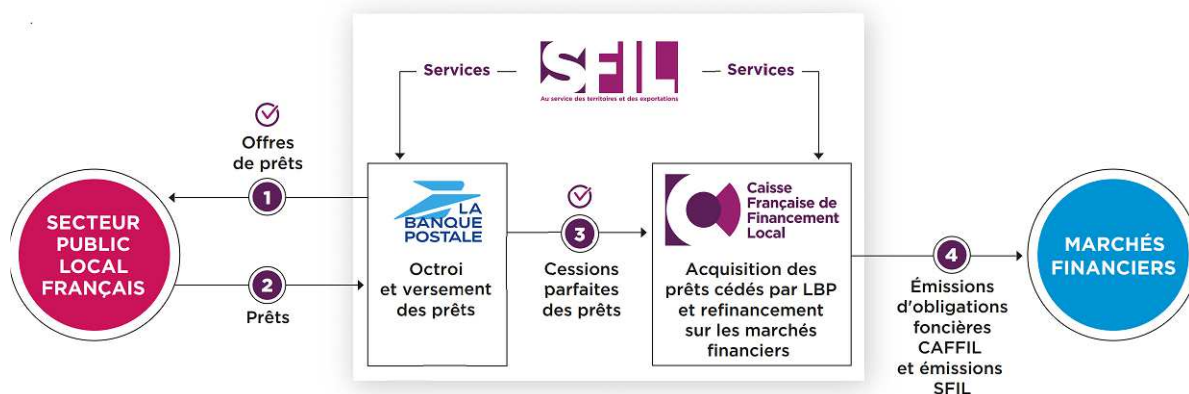 Services
SFIL
Services
Au service des territoires et des exportations
Offres
de prêts
1
SECTEUR
PUBLIC
LOCAL
FRANÇAIS
2
Prêts
LA
BANQUE
POSTALE
Octroi
et versement
des prêts
3
Cessions
parfaites
des prêts
Caisse
Française de
Financement
Local
Acquisition des
prêts cédés par LBP
et refinancement
sur les marchés
financiers
4
Émissions
d'obligations
foncières
CAFFIL
et émissions
SFIL
MARCHÉS
FINANCIERS